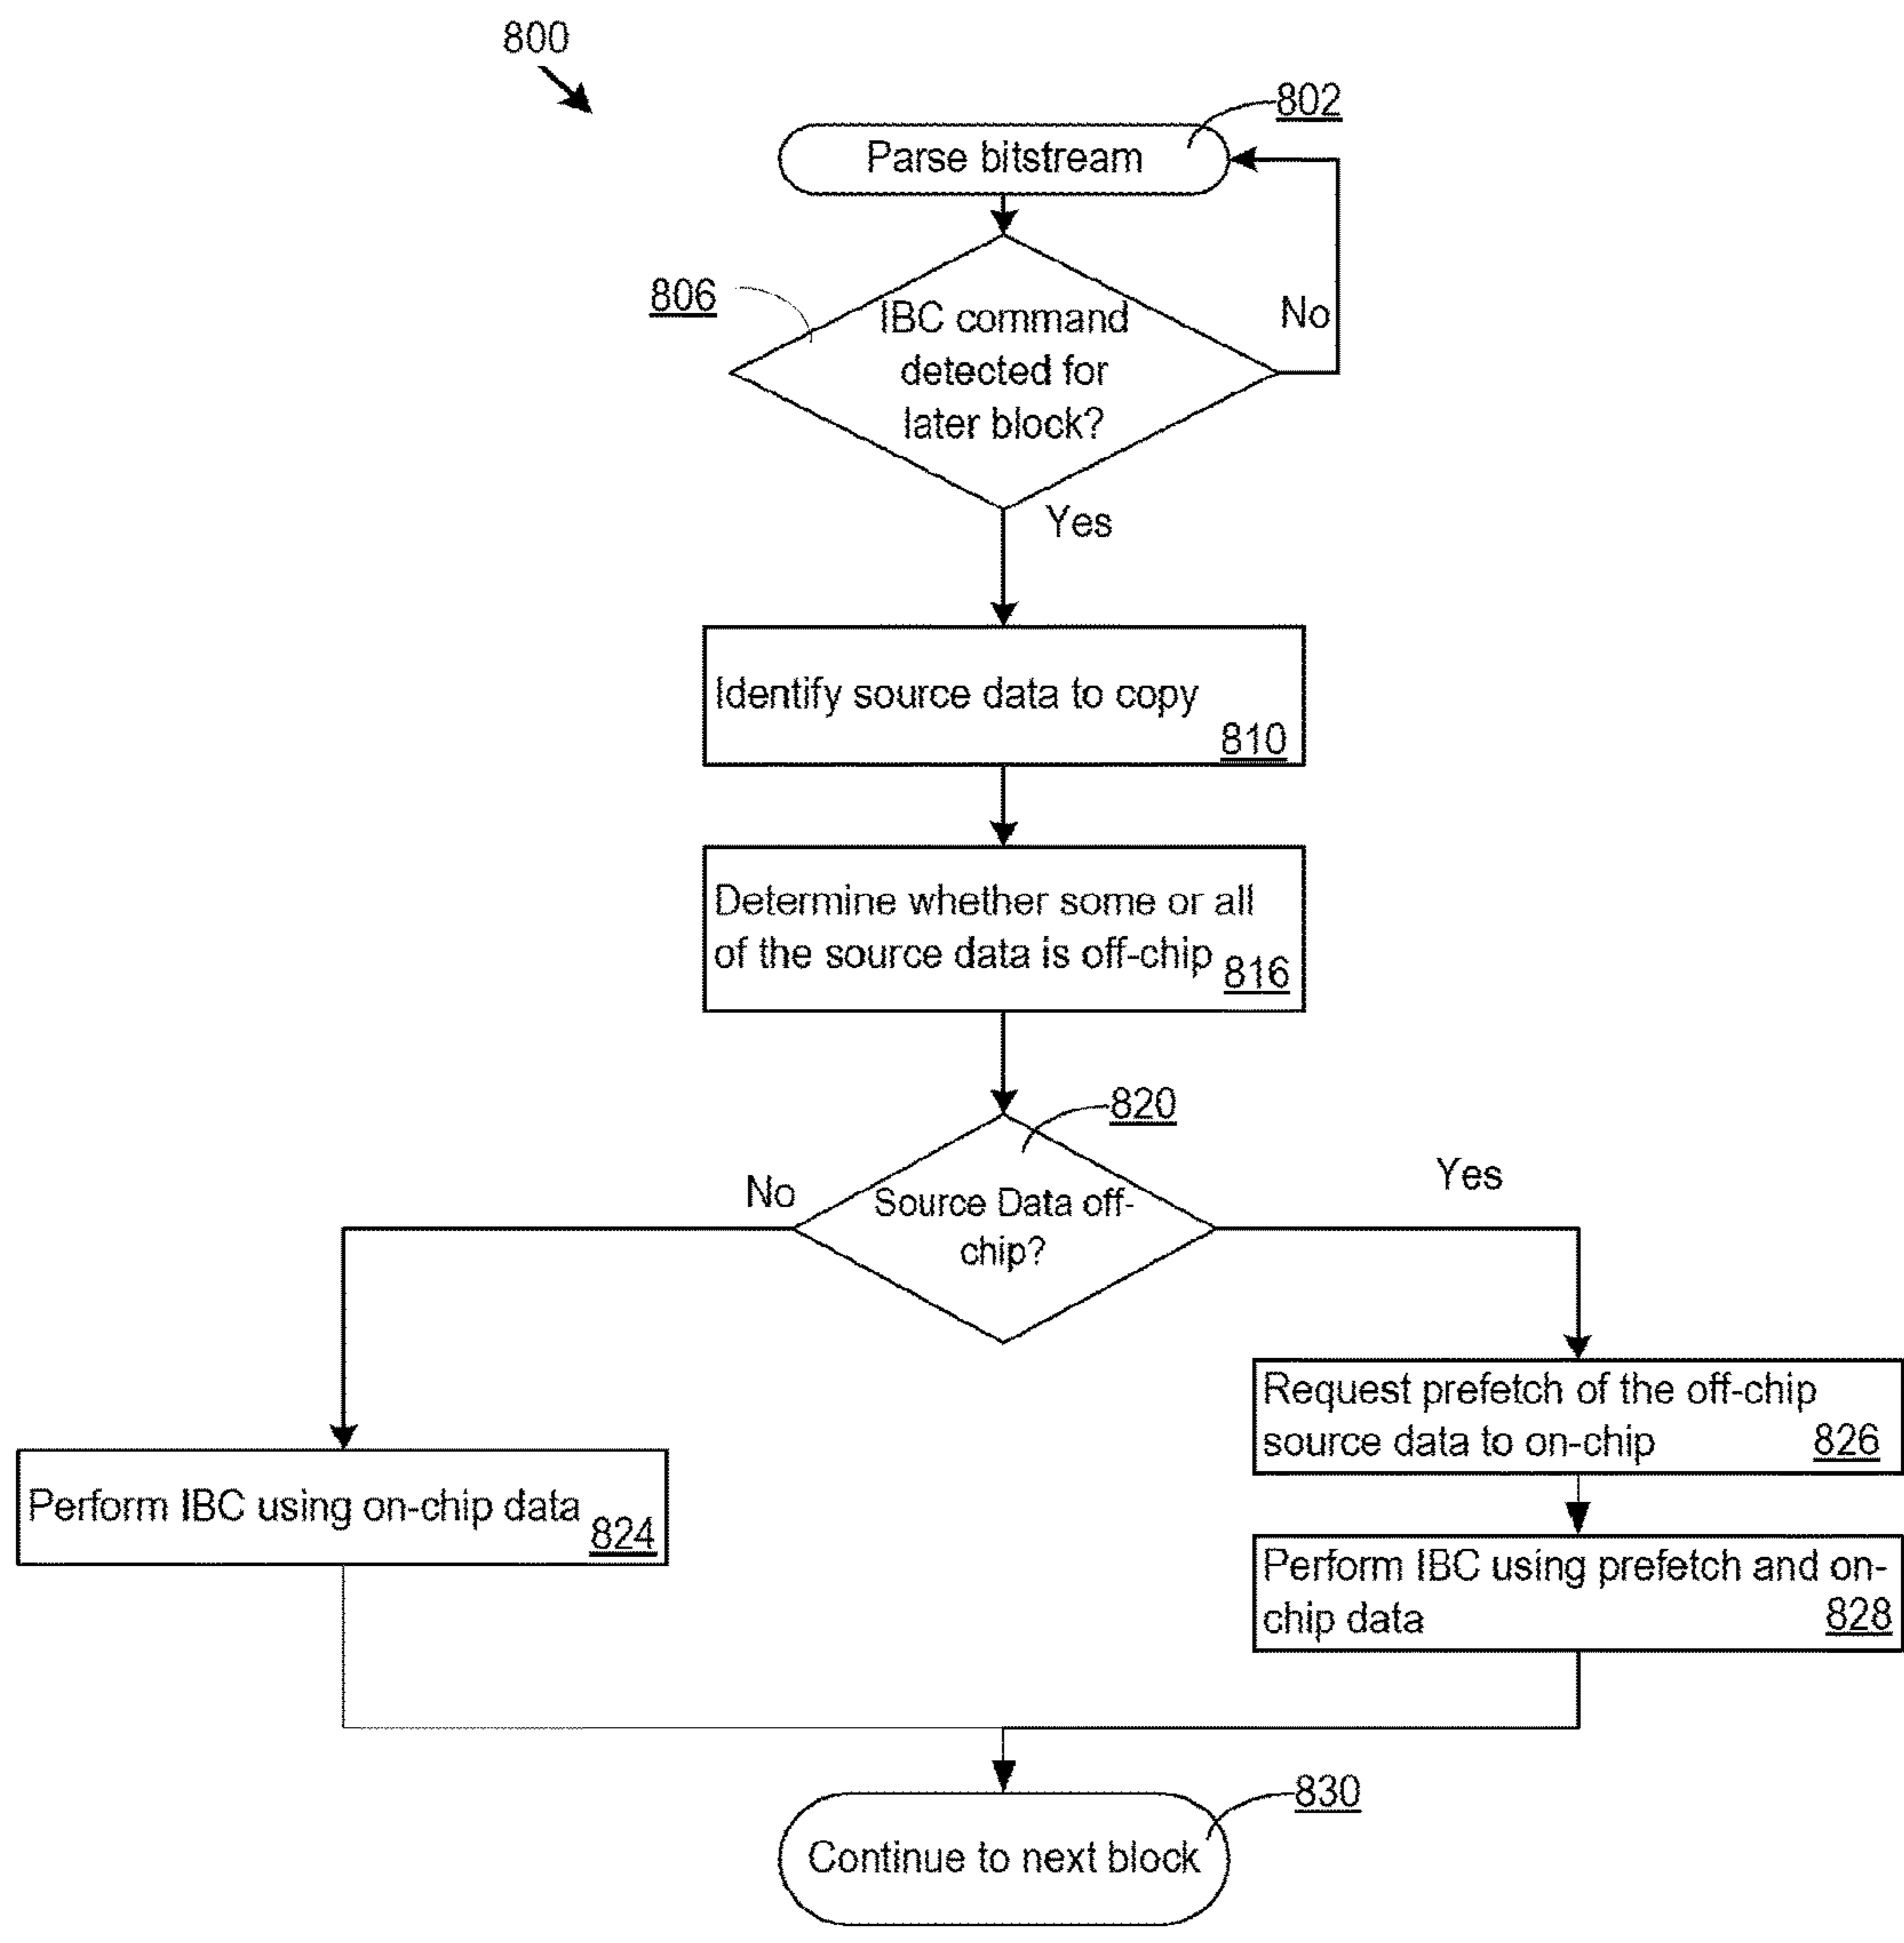 800
802
Parse bitstream
806
IBC command
detected for
later block?
No
Yes
Identify source data to copy
810
Determine whether some or all
of the source data is off-chip
816
820
No
Source Data off-
chip?
Yes
Request prefetch of the off-chip
source data to on-chip
826
Perform IBC using on-chip data
824
Perform IBC using prefetch and on-
chip data
828
830
Continue to next block